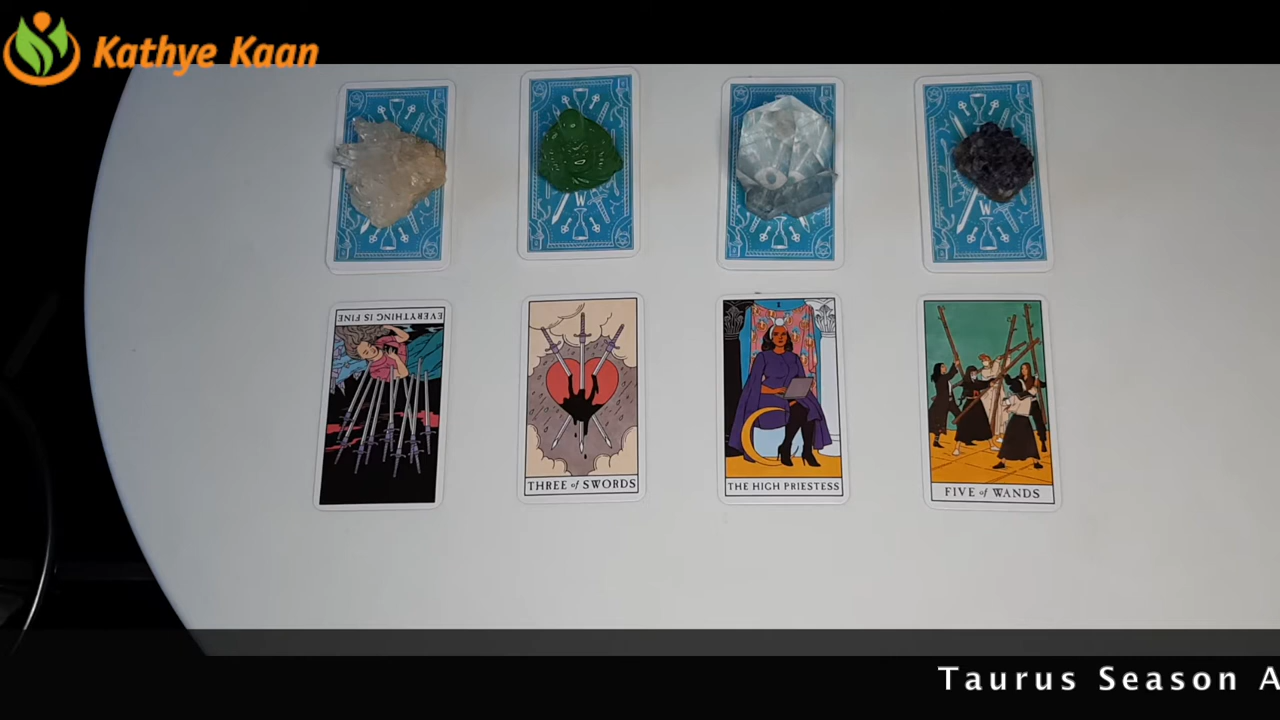 Kathye Kaan
W
W
EVERYTHING IS FINE
THREE of SWORDS
I
THE HIGH PRIESTESS
FIVE of WANDS
Taurus Season A